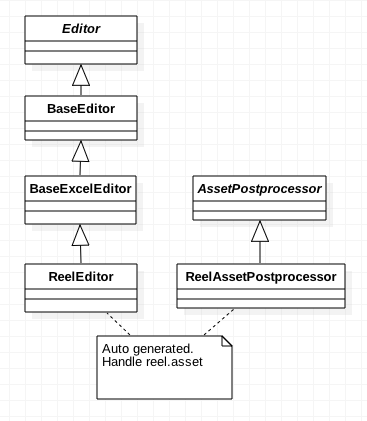 Editor
BaseEditor
BaseExcelEditor
AssetPostprocessor
ReelEditor
ReelAssetPostprocessor
Auto generated.
Handle reel.asset